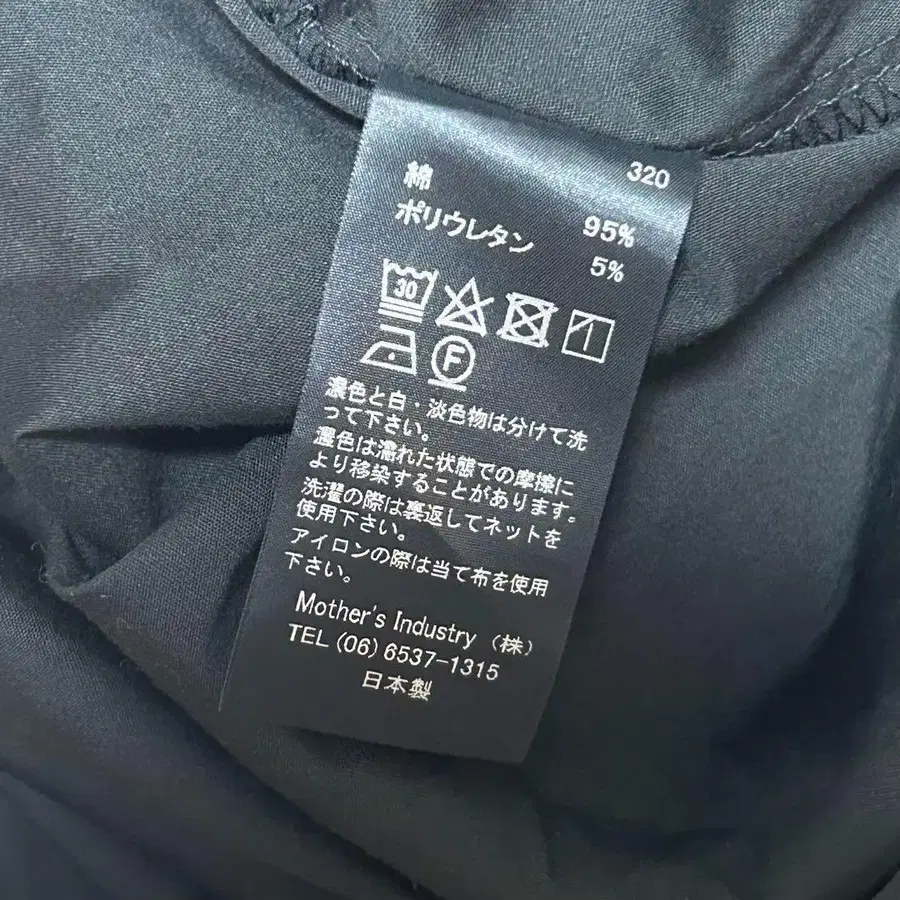 320
綿 95%
ポリウレタン 5%
30
F
濃色と白・淡色物は分けて洗
って下さい。
濃色は濡れた状態での摩擦に
より移染することがあります。
洗濯の際は裏返してネットを
使用下さい。
アイロンの際は当て布を使用
下さい。
Mother's Industry (株)
TEL (06) 6537-1315
日本製